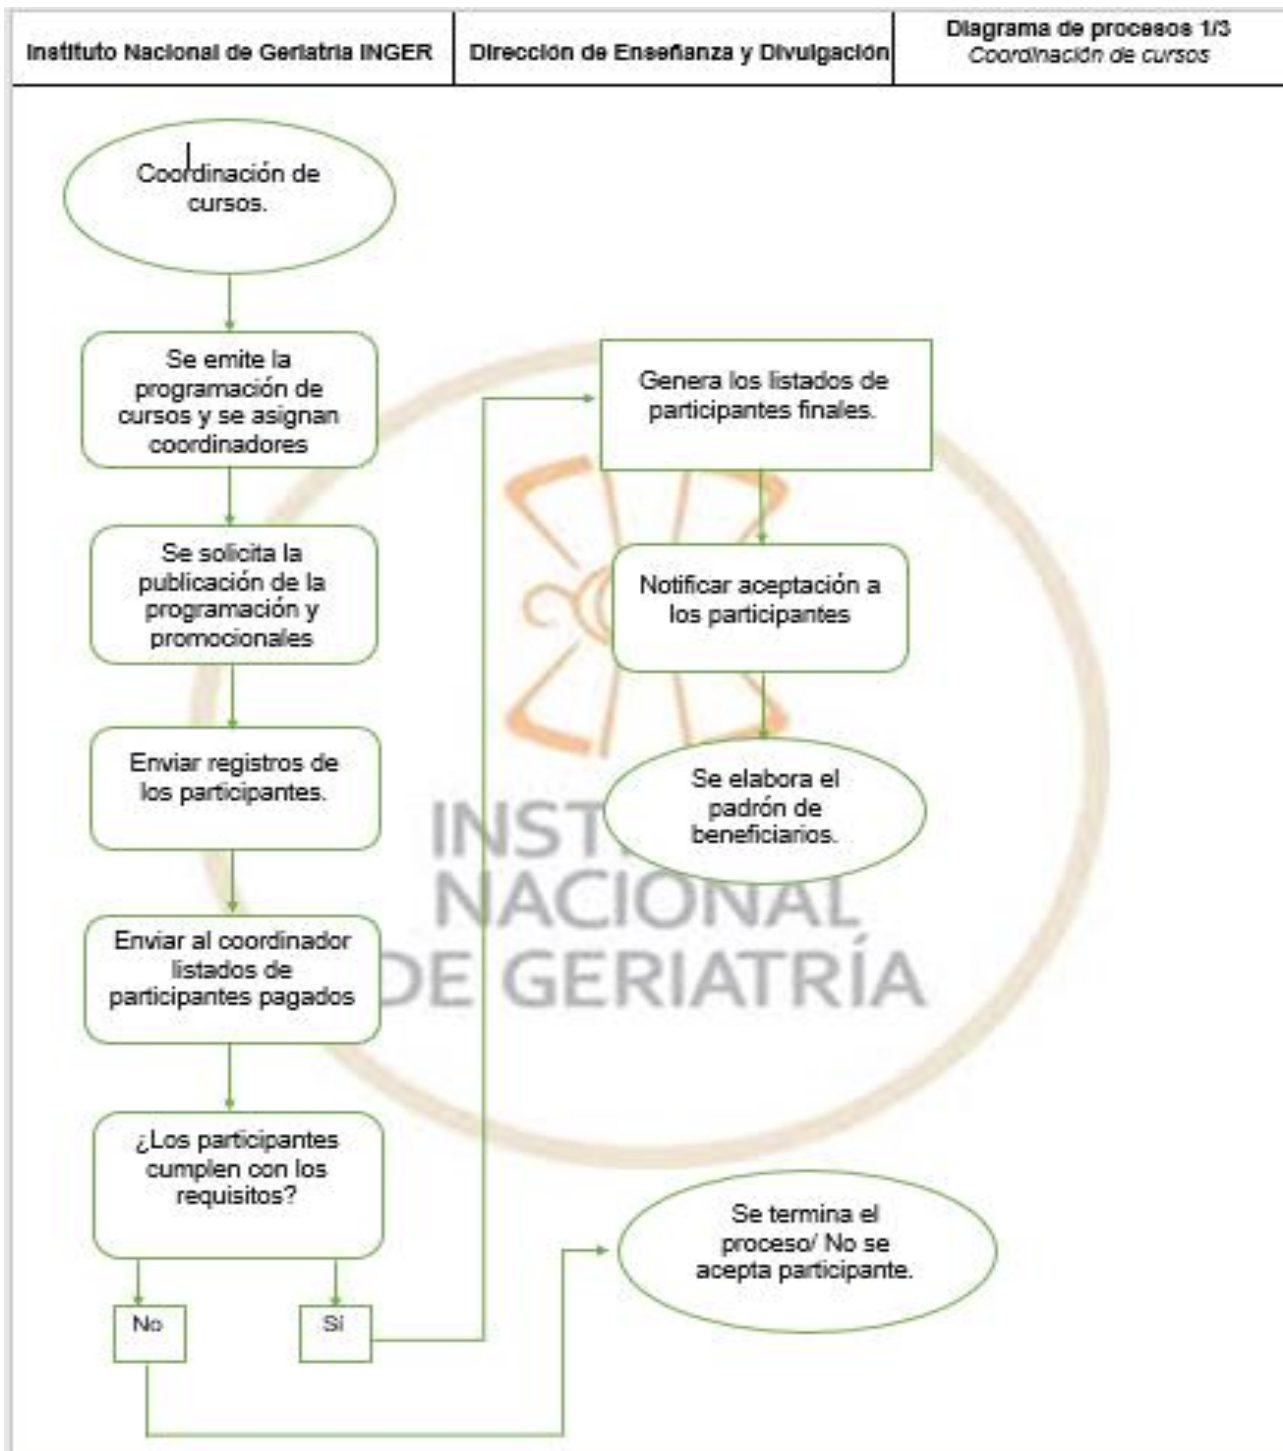 Instituto Nacional de Geriatria INGER
Dirección de Enseñanza y Divulgación
Diagrama de procesos 1/3
Coordinación de cursos
Coordinación de
cursos.
Se emite la
programación de
cursos y se asignan
coordinadores
Se solicita la
publicación de la
programación y
promocionales
Enviar registros de
los participantes.
Enviar al coordinador
listados de
participantes pagados
¿Los participantes
cumplen con los
requisitos?
No
Sí
Genera los listados de
participantes finales.
Notificar aceptación a
los participantes
Se elabora el
padrón de
beneficiarios.
Se termina el
proceso/ No se
acepta participante.
INST
NACIONAL
DE GERIATRÍA